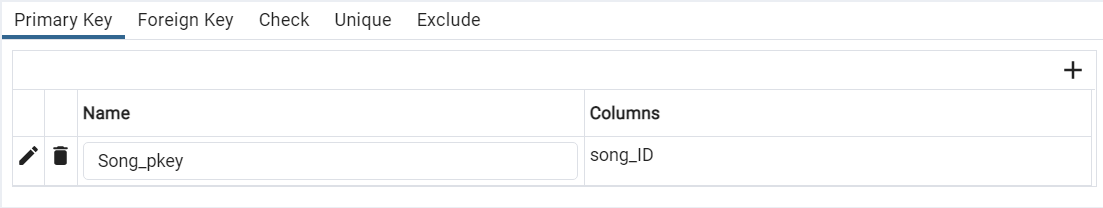 Primary Key Foreign Key Check Unique Exclude
Name Columns
Song_pkey song_ID